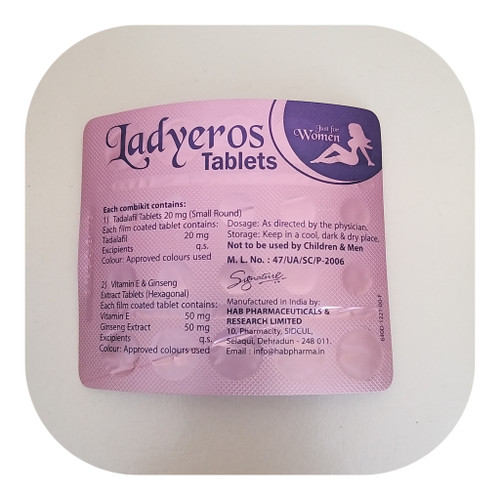 Ladyeros
Tablets
Just for
Women
Each combikit contains:
1) Tadalafil Tablets 20 mg (Small Round)
Each film coated tablet contains:
Tadalafil 20 mg
Excipients q.s.
Colour: Approved colours used
2) Vitamin E & Ginseng
Extract Tablets (Hexagonal)
Each film coated tablet contains:
Vitamin E 50 mg
Ginseng Extract 50 mg
Excipients q.s.
Colour: Approved colours used
Dosage: As directed by the physician.
Storage: Keep in a cool, dark & dry place.
Not to be used by Children & Men
M. L. No. : 47/UA/SC/P-2006
Signature
Manufactured in India by:
HAB PHARMACEUTICALS &
RESEARCH LIMITED
10, Pharmacity, SIDCUL,
Selaqui, Dehradun - 248 011.
Email : info@habpharma.in